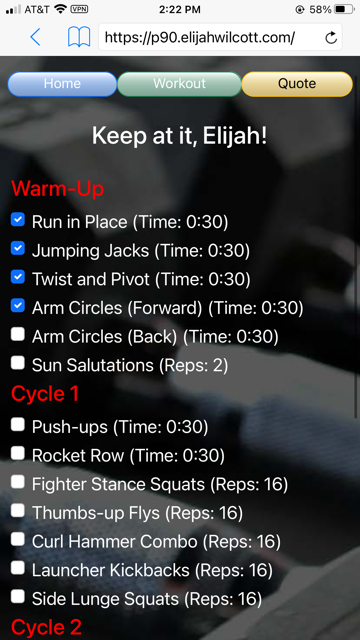 AT&T VPN 2:22 PM 58%
https://p90.elijahwilcott.com/
Home Workout Quote
Keep at it, Elijah!
Warm-Up
Run in Place (Time: 0:30)
Jumping Jacks (Time: 0:30)
Twist and Pivot (Time: 0:30)
Arm Circles (Forward) (Time: 0:30)
Arm Circles (Back) (Time: 0:30)
Sun Salutations (Reps: 2)
Cycle 1
Push-ups (Time: 0:30)
Rocket Row (Time: 0:30)
Fighter Stance Squats (Reps: 16)
Thumbs-up Flys (Reps: 16)
Curl Hammer Combo (Reps: 16)
Launcher Kickbacks (Reps: 16)
Side Lunge Squats (Reps: 16)
Cycle 2